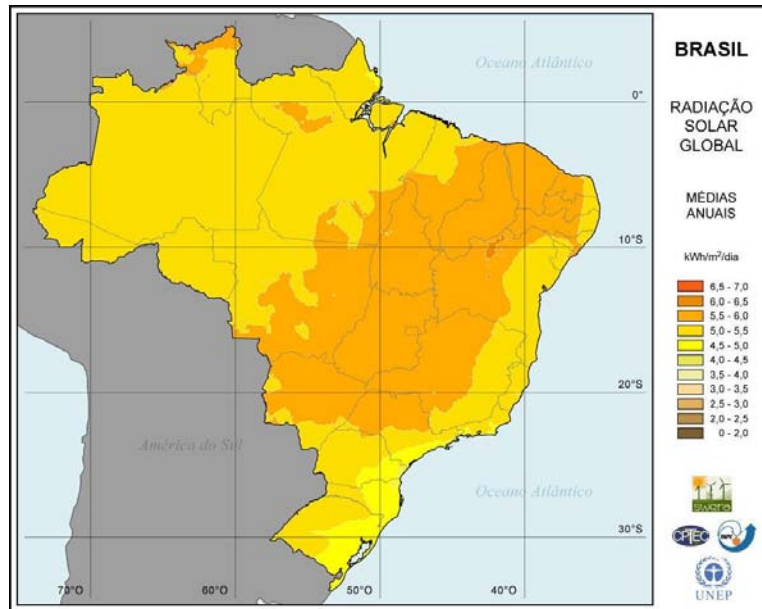 BRASIL
RADIAÇÃO
SOLAR
GLOBAL
MÉDIAS
ANUAIS
kWh/m²/dia
6,5 - 7,0
6,0 - 6,5
5,5 - 6,0
5,0 - 5,5
4,5 - 5,0
4,0 - 4,5
3,5 - 4,0
3,0 - 3,5
2,5 - 3,0
2,0 - 2,5
0 - 2,0
Oceano Atlântico
0°
10°S
20°S
América do Sul
Oceano Atlântico
30°S
70°O 60°O 50°O 40°O
swera
CPTEC
UNEP